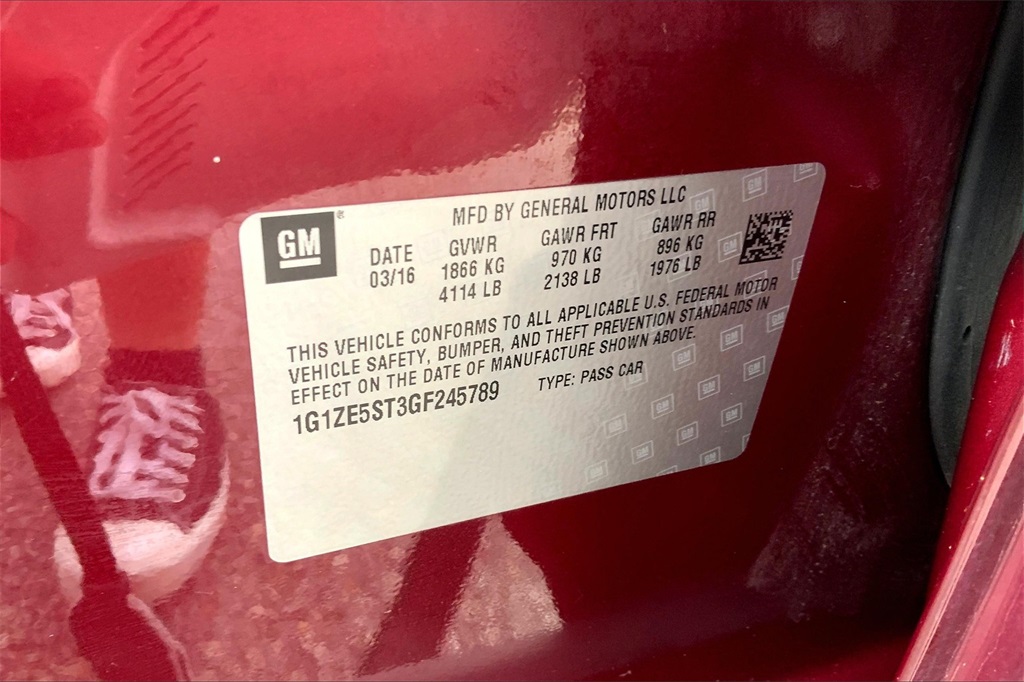 GM
MFD BY GENERAL MOTORS LLC
DATE GVWR GAWR FRT GAWR RR
03/16 1866 KG 970 KG 896 KG
4114 LB 2138 LB 1976 LB
THIS VEHICLE CONFORMS TO ALL APPLICABLE U.S. FEDERAL MOTOR
VEHICLE SAFETY, BUMPER, AND THEFT PREVENTION STANDARDS IN
EFFECT ON THE DATE OF MANUFACTURE SHOWN ABOVE.
1G1ZE5ST3GF245789 TYPE: PASS CAR